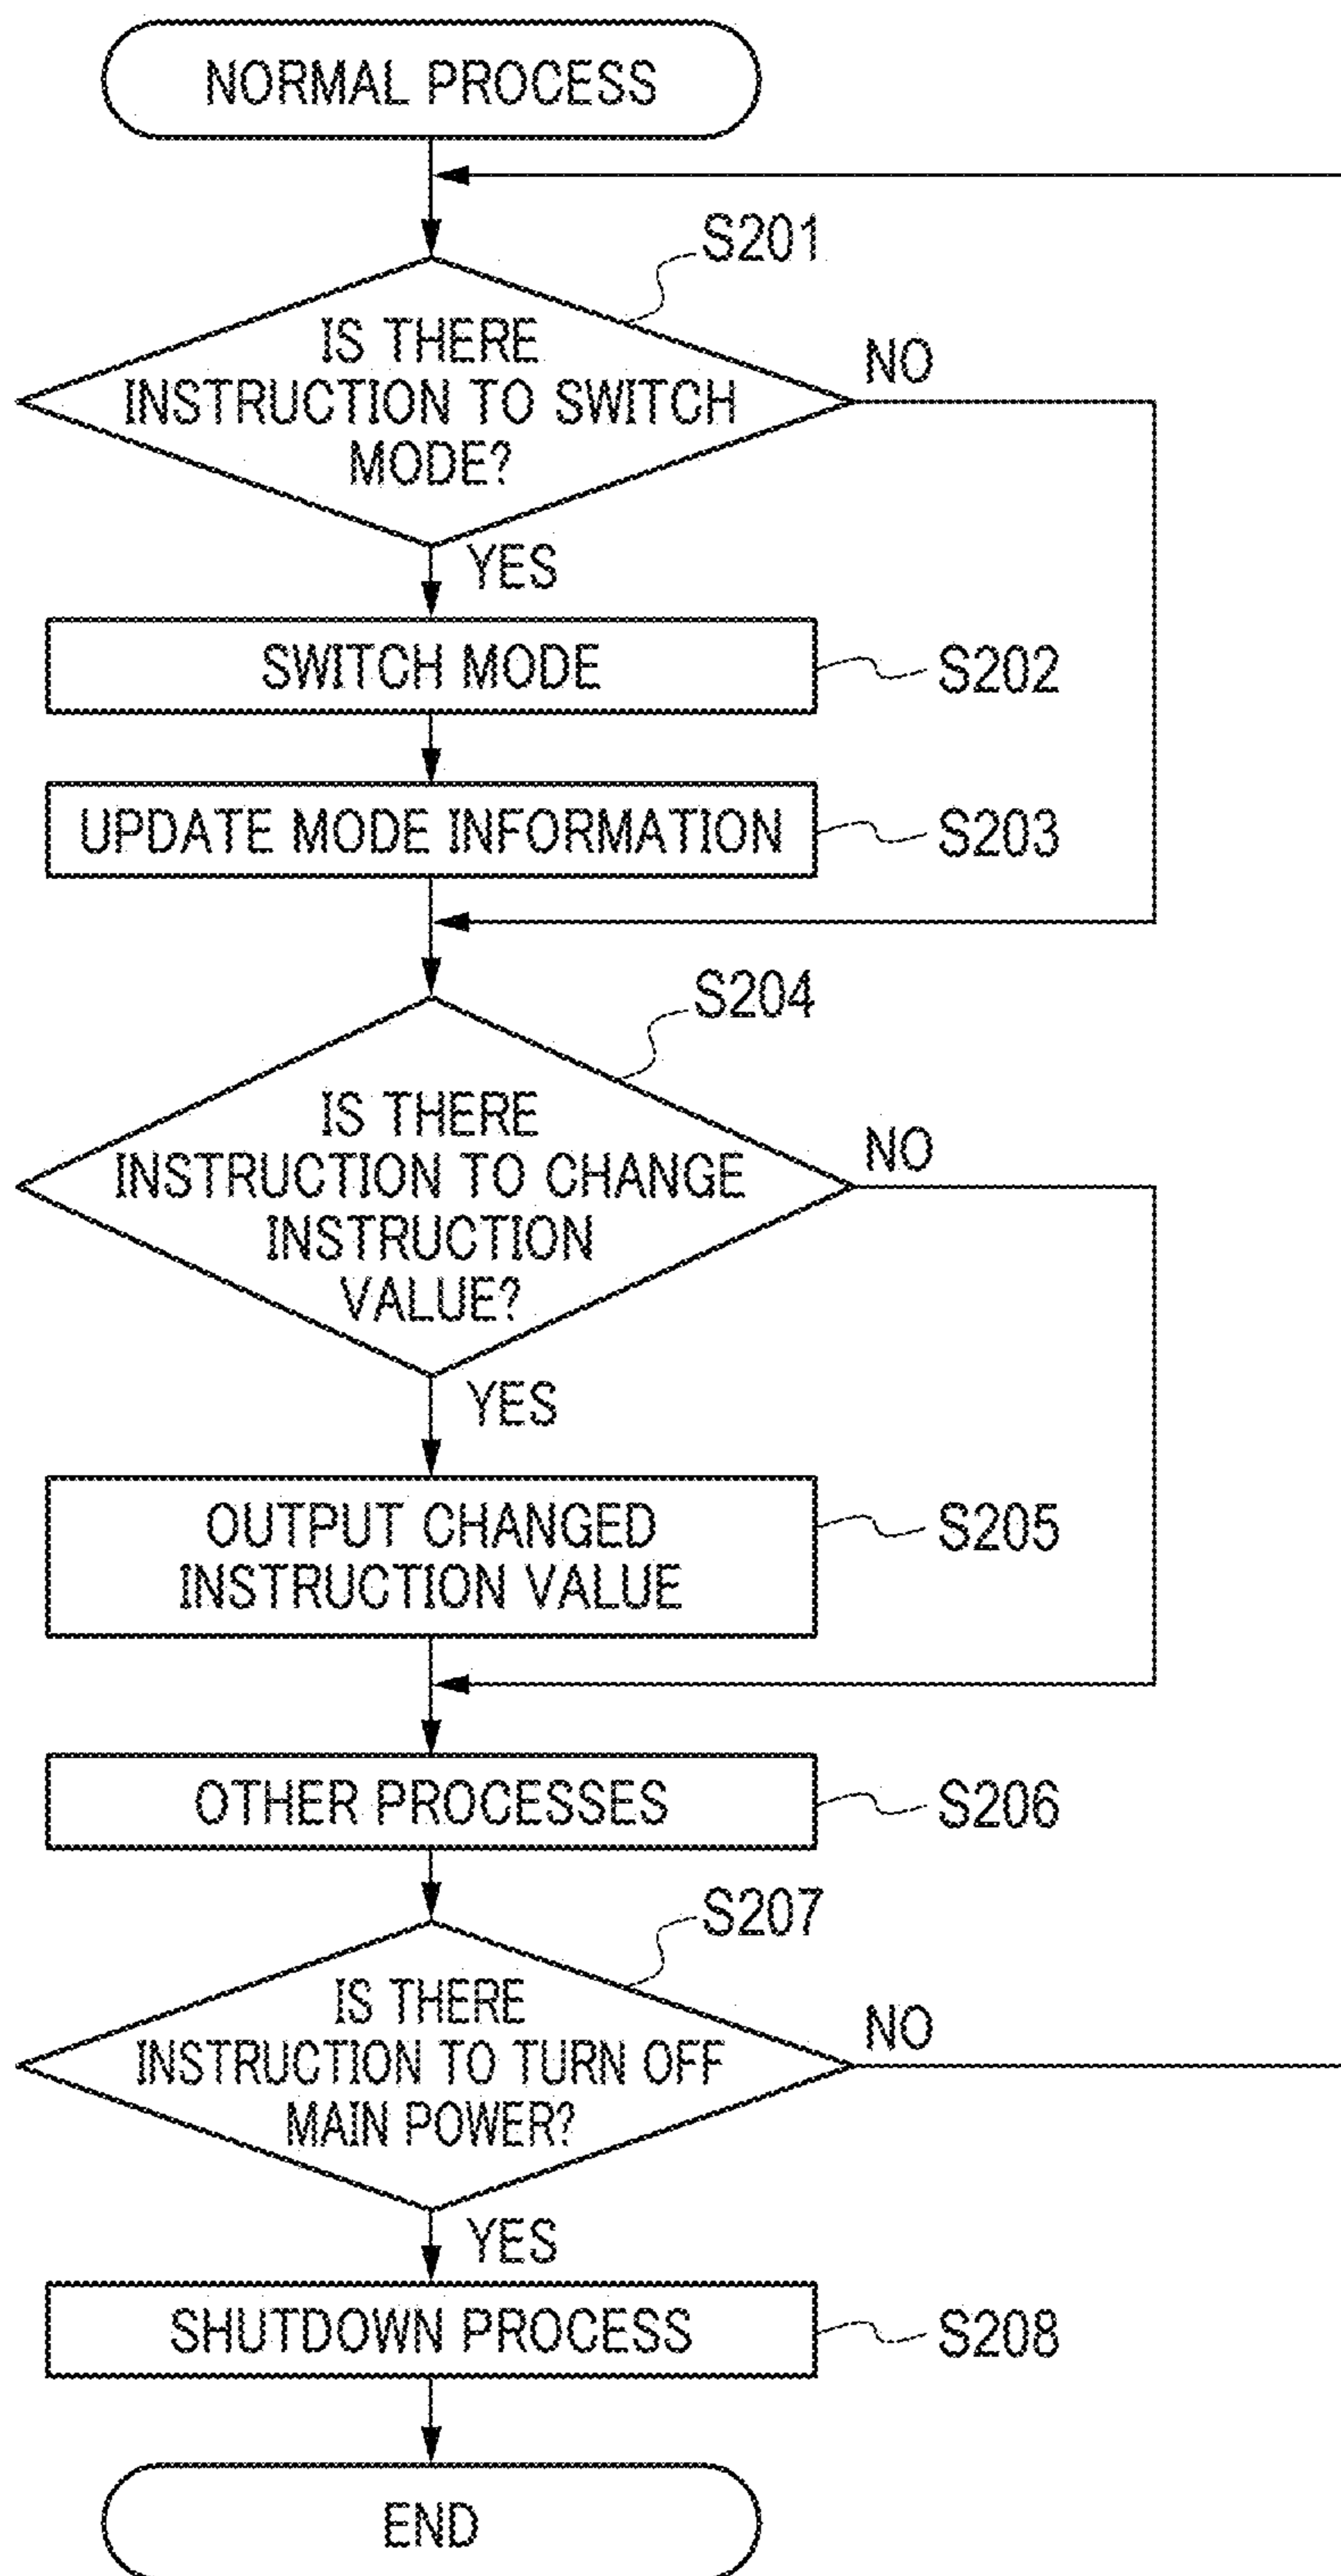 NORMAL PROCESS
S201
IS THERE
INSTRUCTION TO SWITCH
MODE?
NO
YES
SWITCH MODE
S202
UPDATE MODE INFORMATION
S203
S204
IS THERE
INSTRUCTION TO CHANGE
INSTRUCTION
VALUE?
NO
YES
OUTPUT CHANGED
INSTRUCTION VALUE
S205
OTHER PROCESSES
S206
S207
IS THERE
INSTRUCTION TO TURN OFF
MAIN POWER?
NO
YES
SHUTDOWN PROCESS
S208
END